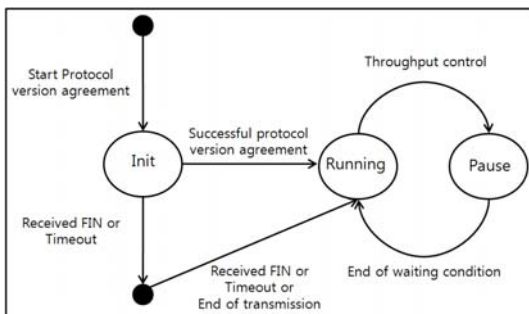 Start Protocol
version agreement
Throughput control
Successful protocol
version agreement
Init
Running
Pause
Received FIN or
Timeout
Received FIN or
Timeout or
End of transmission
End of waiting condition